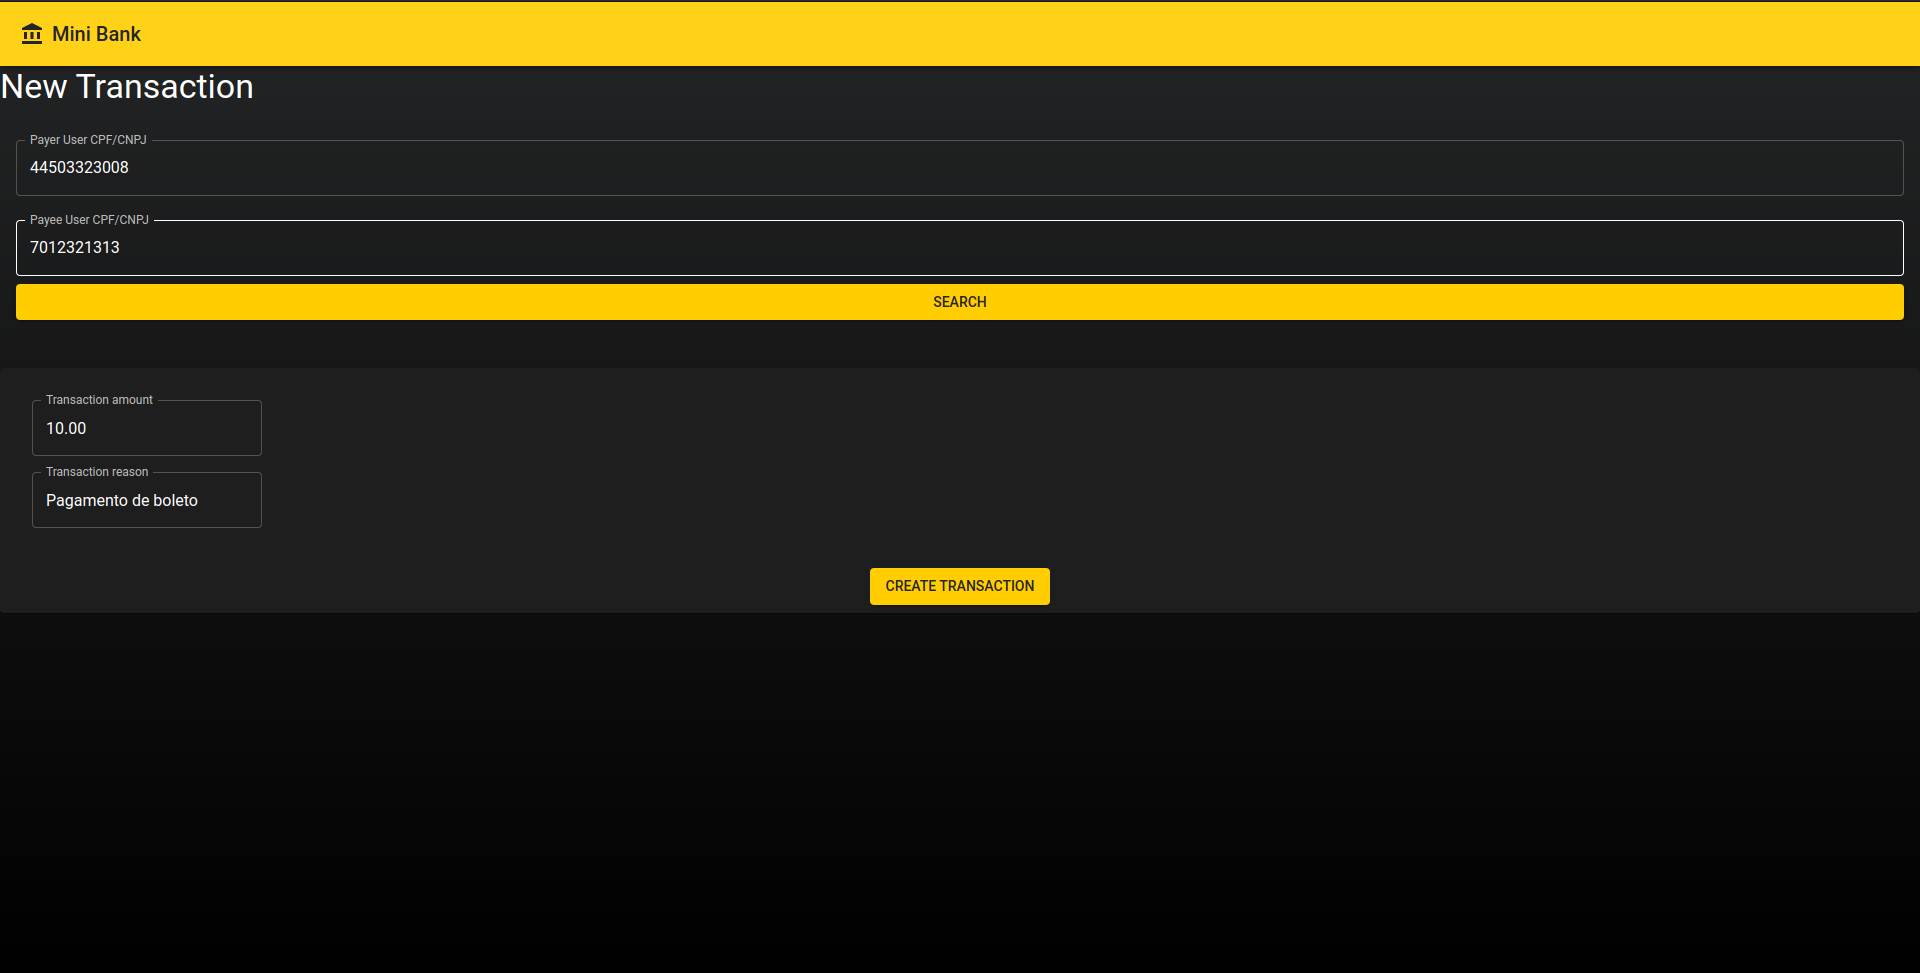 Mini Bank
New Transaction
Payer User CPF/CNPJ
44503323008
Payee User CPF/CNPJ
7012321313
SEARCH
Transaction amount
10.00
Transaction reason
Pagamento de boleto
CREATE TRANSACTION